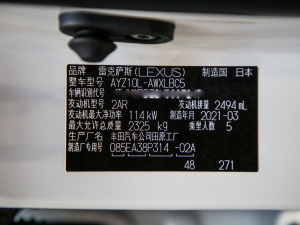 品牌 雷克萨斯(LEXUS) 制造国 日本
整车型号 AYZ10L-AWXLBC5
车辆识别代号
发动机型号 2AR 发动机排量 2494 mL
发动机最大净功率 114 kW 制造年月 2021-03
最大允许总质量 2325 kg 乘坐人数 5
生产厂名 丰田汽车公司田原工厂
制造厂专用号 085EA38P314 -02A
48 271